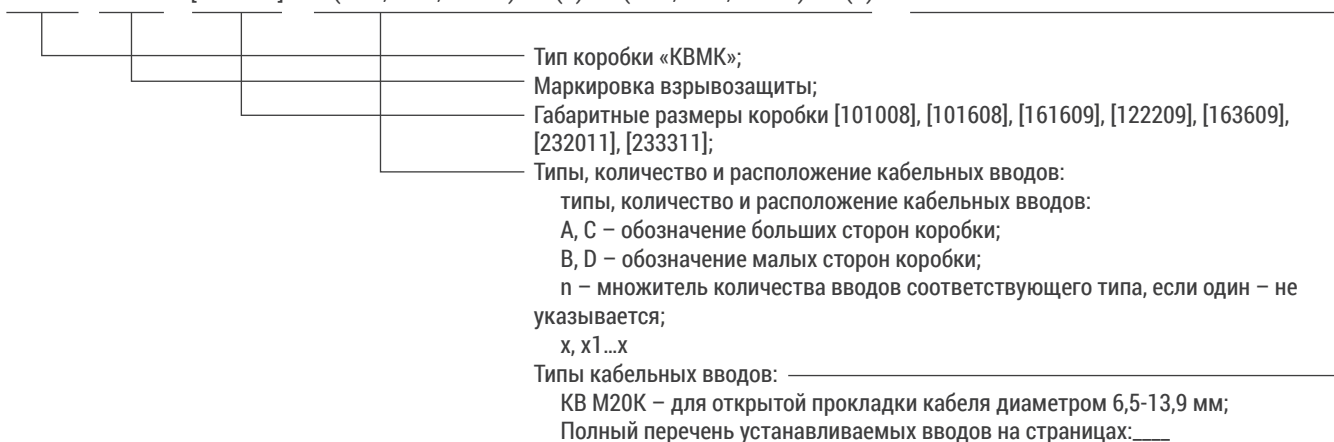 Тип коробки «КВМК»;
Маркировка взрывозащиты;
Габаритные размеры коробки [101008], [101608], [161609], [122209], [163609],
[232011], [233311];
Типы, количество и расположение кабельных вводов:
типы, количество и расположение кабельных вводов:
А, С – обозначение больших сторон коробки;
B, D – обозначение малых сторон коробки;
n – множитель количества вводов соответствующего типа, если один – не
указывается;
x, x1...x
Типы кабельных вводов:
КВ М20К – для открытой прокладки кабеля диаметром 6,5-13,9 мм;
Полный перечень устанавливаемых вводов на страницах:____